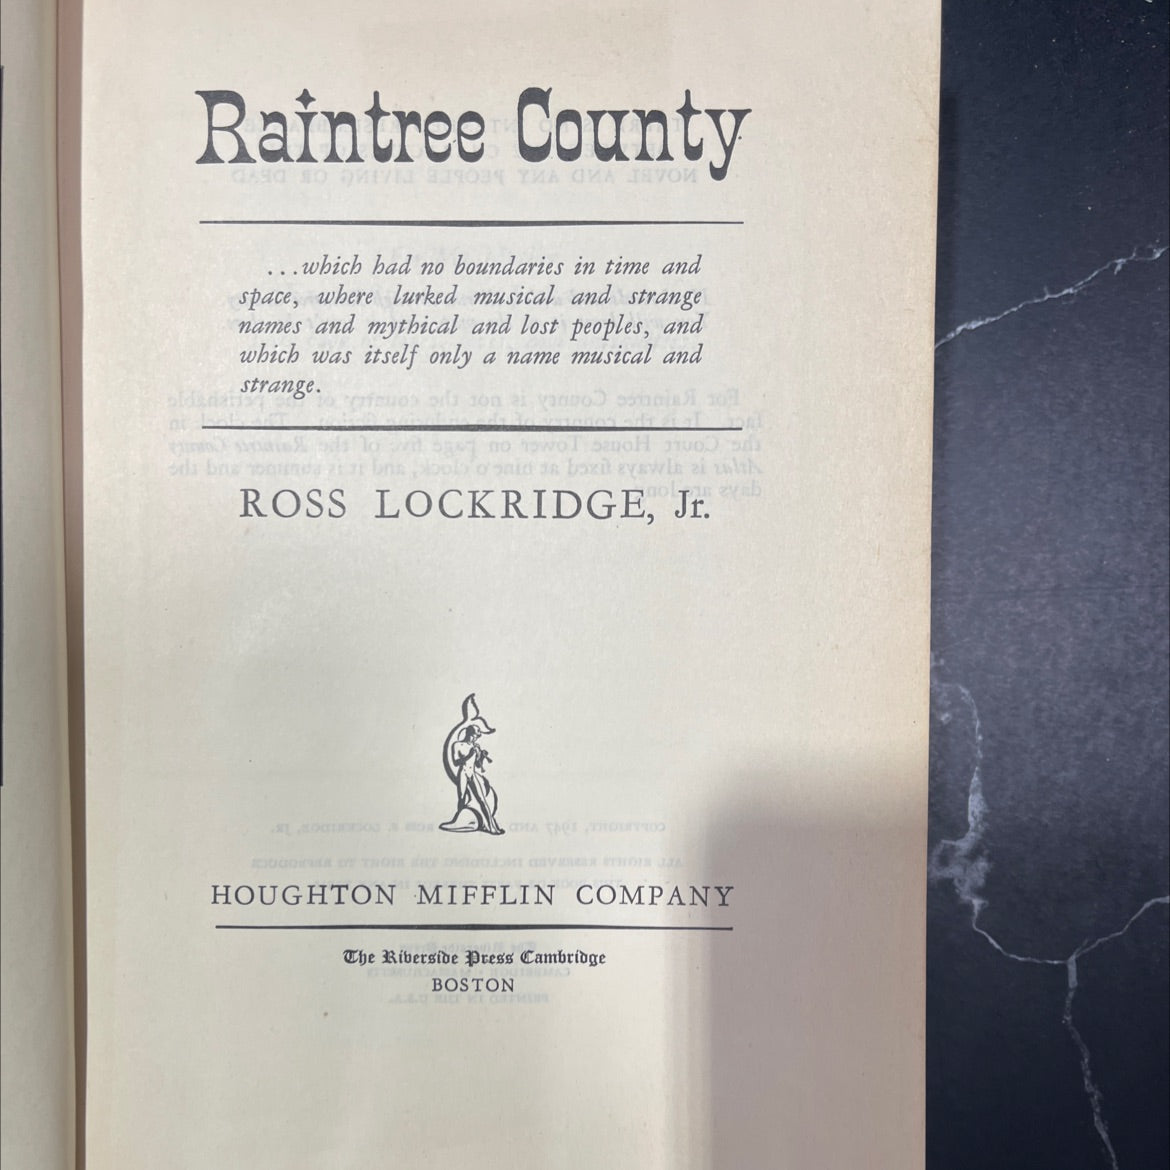 Raintree County
...which had no boundaries in time and
space, where lurked musical and strange
names and mythical and lost peoples, and
which was itself only a name musical and
strange.
ROSS LOCKRIDGE, Jr.
HOUGHTON MIFFLIN COMPANY
The Riverside Press Cambridge
BOSTON